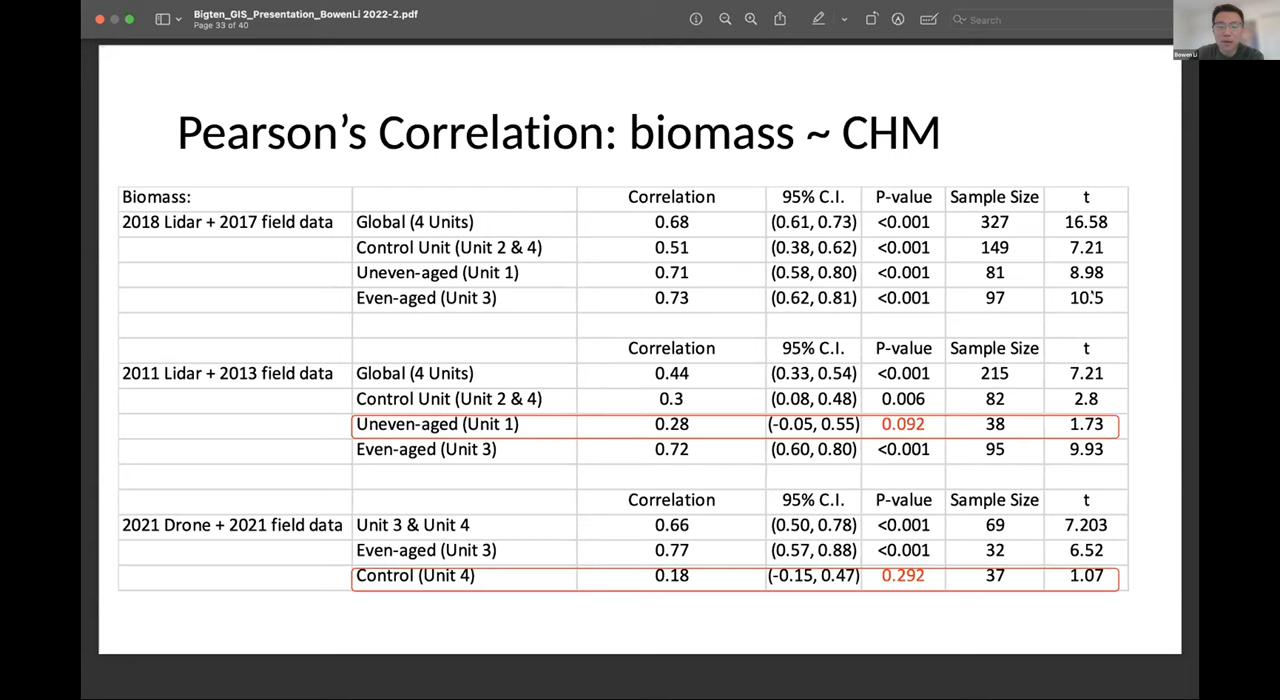 Bigten_GIS_Presentation_BowenLi 2022-2.pdf
Page 33 of 40
Search
Bowen Li
Pearson's Correlation: biomass ~ CHM
Biomass: Correlation 95% C.I. P-value Sample Size t
2018 Lidar + 2017 field data Global (4 Units) 0.68 (0.61, 0.73) <0.001 327 16.58
Control Unit (Unit 2 & 4) 0.51 (0.38, 0.62) <0.001 149 7.21
Uneven-aged (Unit 1) 0.71 (0.58, 0.80) <0.001 81 8.98
Even-aged (Unit 3) 0.73 (0.62, 0.81) <0.001 97 10.5
Correlation 95% C.I. P-value Sample Size t
2011 Lidar + 2013 field data Global (4 Units) 0.44 (0.33, 0.54) <0.001 215 7.21
Control Unit (Unit 2 & 4) 0.3 (0.08, 0.48) 0.006 82 2.8
Uneven-aged (Unit 1) 0.28 (-0.05, 0.55) 0.092 38 1.73
Even-aged (Unit 3) 0.72 (0.60, 0.80) <0.001 95 9.93
Correlation 95% C.I. P-value Sample Size t
2021 Drone + 2021 field data Unit 3 & Unit 4 0.66 (0.50, 0.78) <0.001 69 7.203
Even-aged (Unit 3) 0.77 (0.57, 0.88) <0.001 32 6.52
Control (Unit 4) 0.18 (-0.15, 0.47) 0.292 37 1.07